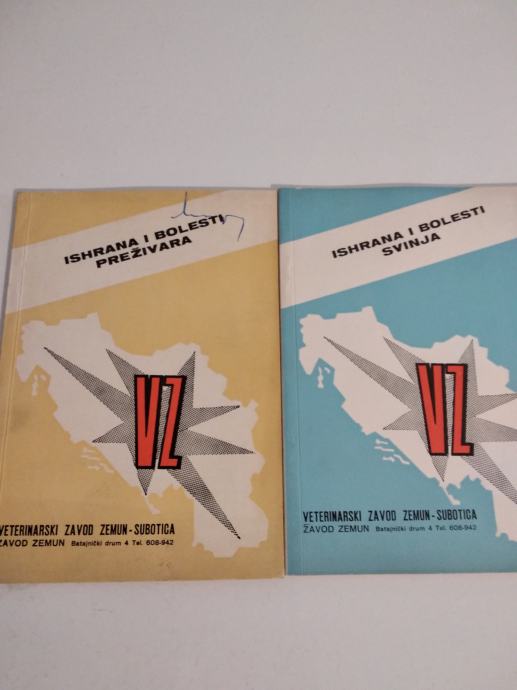 ISHRANA I BOLESTI
PREŽIVARA
VZ
VETERINARSKI ZAVOD ZEMUN-SUBOTICA
ZAVOD ZEMUN Batajnički drum 4 Tel. 608-942
ISHRANA I BOLESTI
SVINJA
VZ
VETERINARSKI ZAVOD ZEMUN-SUBOTICA
ZAVOD ZEMUN Batajnički drum 4 Tel. 608-942